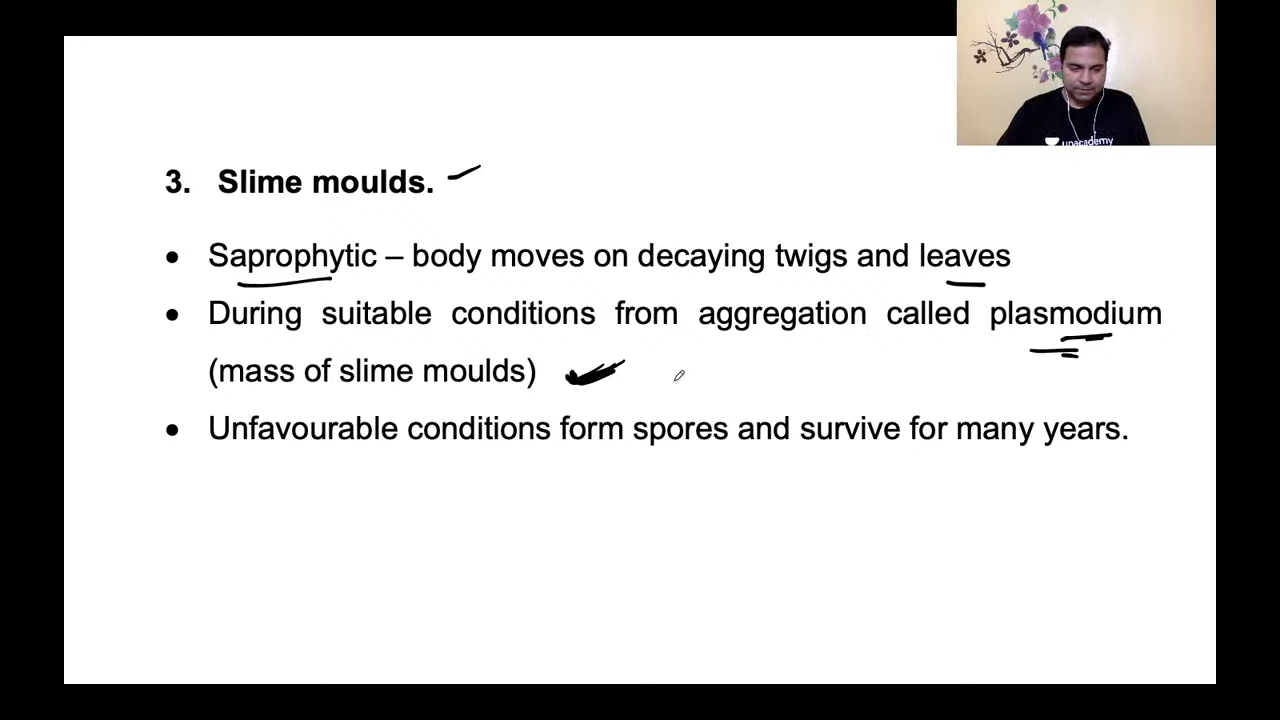 unacademy
3. Slime moulds.
• Saprophytic – body moves on decaying twigs and leaves
• During suitable conditions from aggregation called plasmodium
(mass of slime moulds)
• Unfavourable conditions form spores and survive for many years.